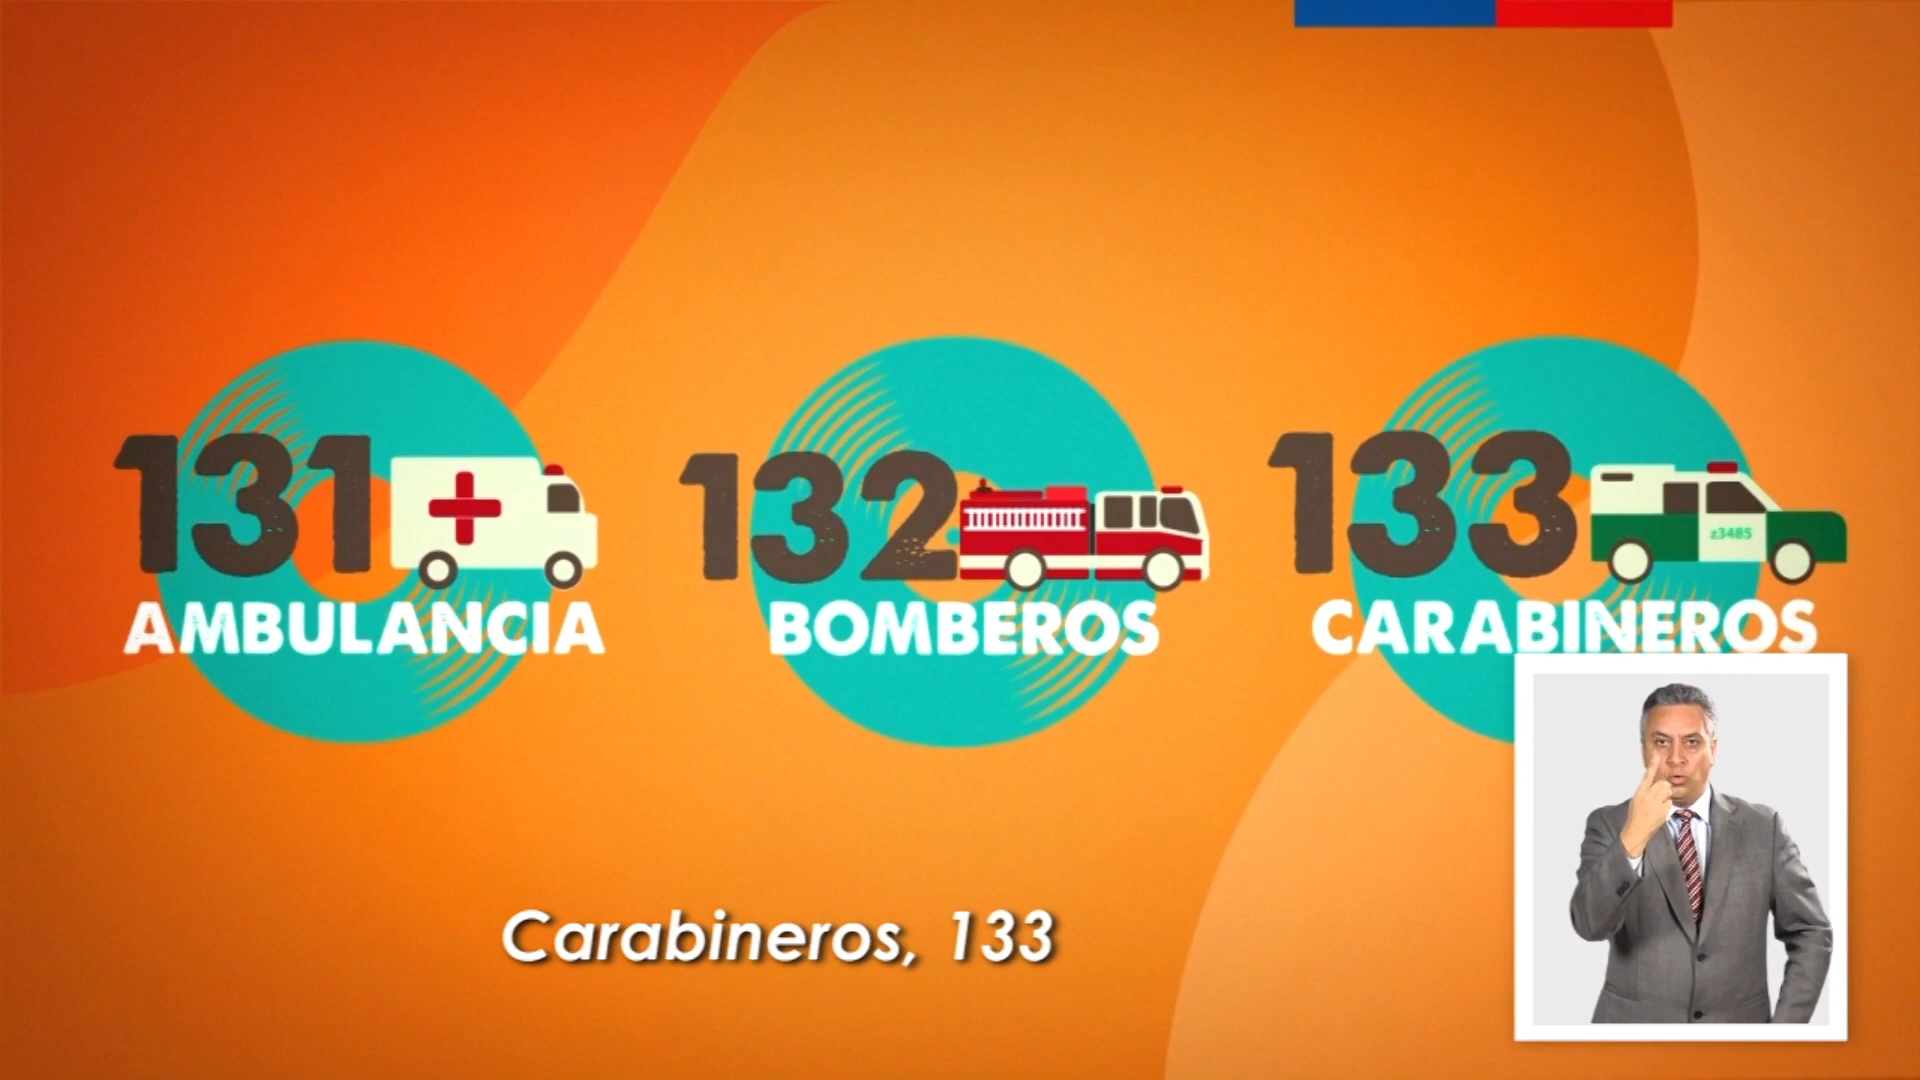 131
AMBULANCIA
132
BOMBEROS
133
z3485
CARABINEROS
Carabineros, 133